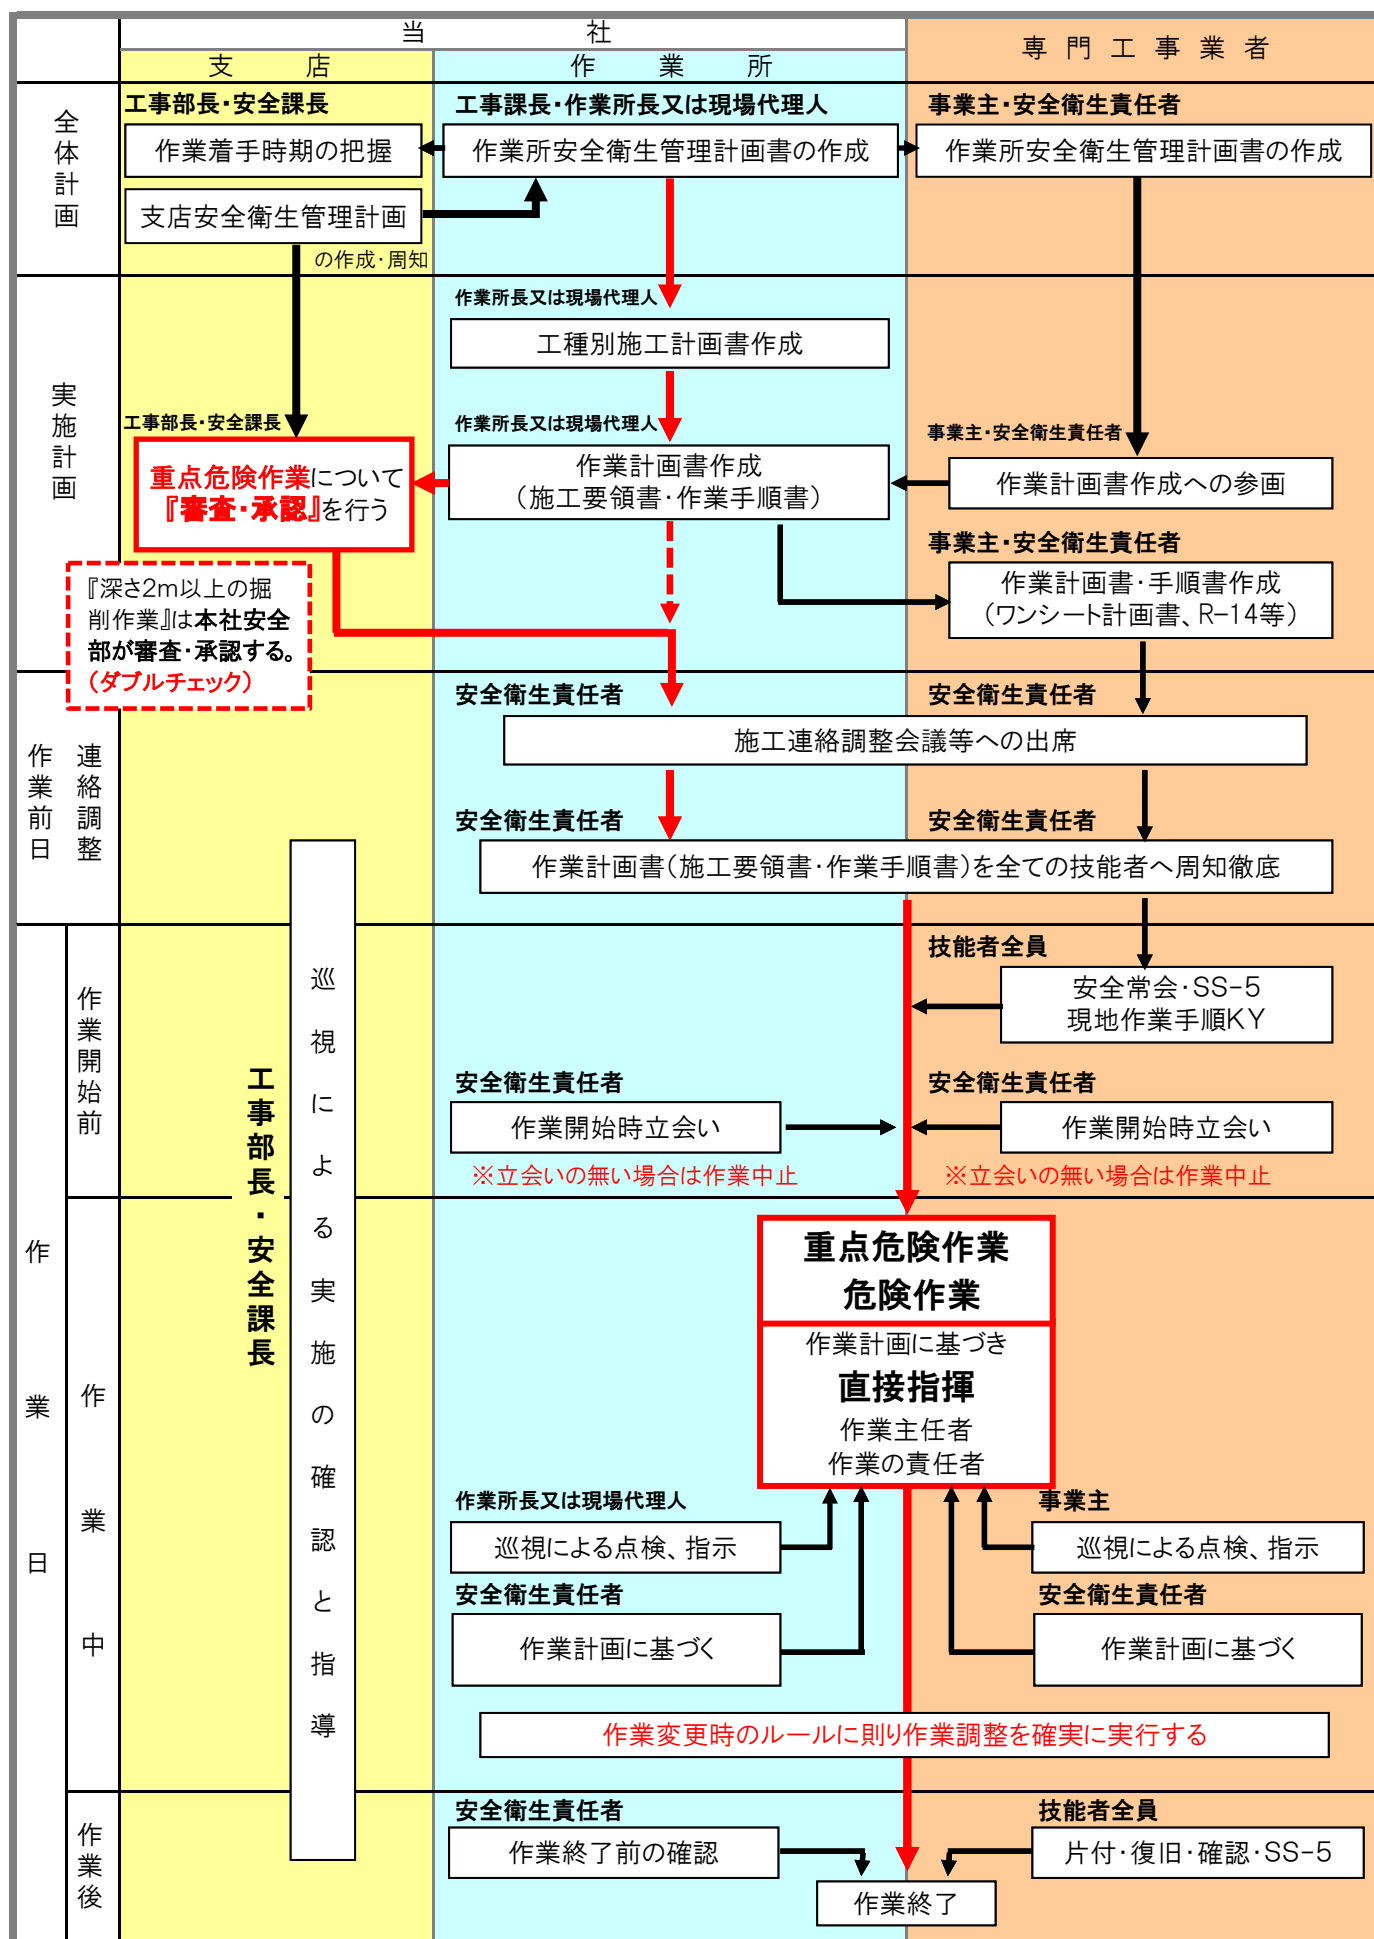 当 社
専門工事業者
支 店
作 業 所
全体計画
工事部長・安全課長
工事課長・作業所長又は現場代理人
事業主・安全衛生責任者
作業着手時期の把握
作業所安全衛生管理計画書の作成
作業所安全衛生管理計画書の作成
支店安全衛生管理計画
の作成・周知
実施計画
作業所長又は現場代理人
工種別施工計画書作成
工事部長・安全課長
作業所長又は現場代理人
事業主・安全衛生責任者
重点危険作業について
『審査・承認』を行う
作業計画書作成
(施工要領書・作業手順書)
作業計画書作成への参画
事業主・安全衛生責任者
作業計画書・手順書作成
(ワンシート計画書、R-14等)
『深さ2m以上の掘
削作業』は本社安全
部が審査・承認する。
(ダブルチェック)
作業前日
連絡調整
安全衛生責任者
安全衛生責任者
施工連絡調整会議等への出席
安全衛生責任者
安全衛生責任者
作業計画書(施工要領書・作業手順書)を全ての技能者へ周知徹底
作業日
作業開始前
工事部長・安全課長
巡視による実施の確認と指導
技能者全員
安全常会・SS-5
現地作業手順KY
安全衛生責任者
安全衛生責任者
作業開始時立会い
作業開始時立会い
※立会いの無い場合は作業中止
※立会いの無い場合は作業中止
作業中
重点危険作業
危険作業
作業計画に基づき
直接指揮
作業主任者
作業の責任者
作業所長又は現場代理人
事業主
巡視による点検、指示
巡視による点検、指示
安全衛生責任者
安全衛生責任者
作業計画に基づく
作業計画に基づく
作業変更時のルールに則り作業調整を確実に実行する
作業後
安全衛生責任者
技能者全員
作業終了前の確認
片付・復旧・確認・SS-5
作業終了